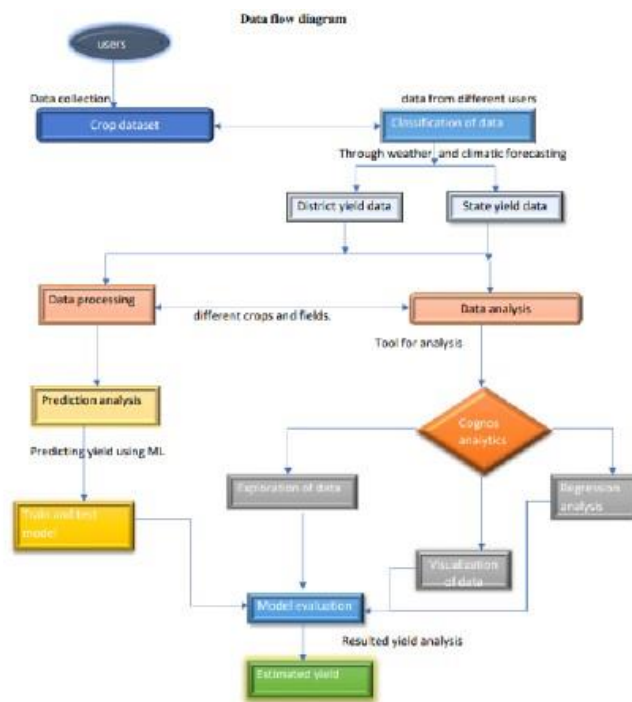 Data flow diagram
users
Data collection
data from different users
Crop dataset
Classification of data
Through weather and climatic forecasting
District yield data
State yield data
Data processing
different crops and fields.
Data analysis
Tool for analysis
Prediction analysis
Cognos
analytics
Predicting yield using ML
Exploration of data
Regression
analysis
Train and test
model
Visualization
of data
Model evaluation
Resulted yield analysis
Estimated yield